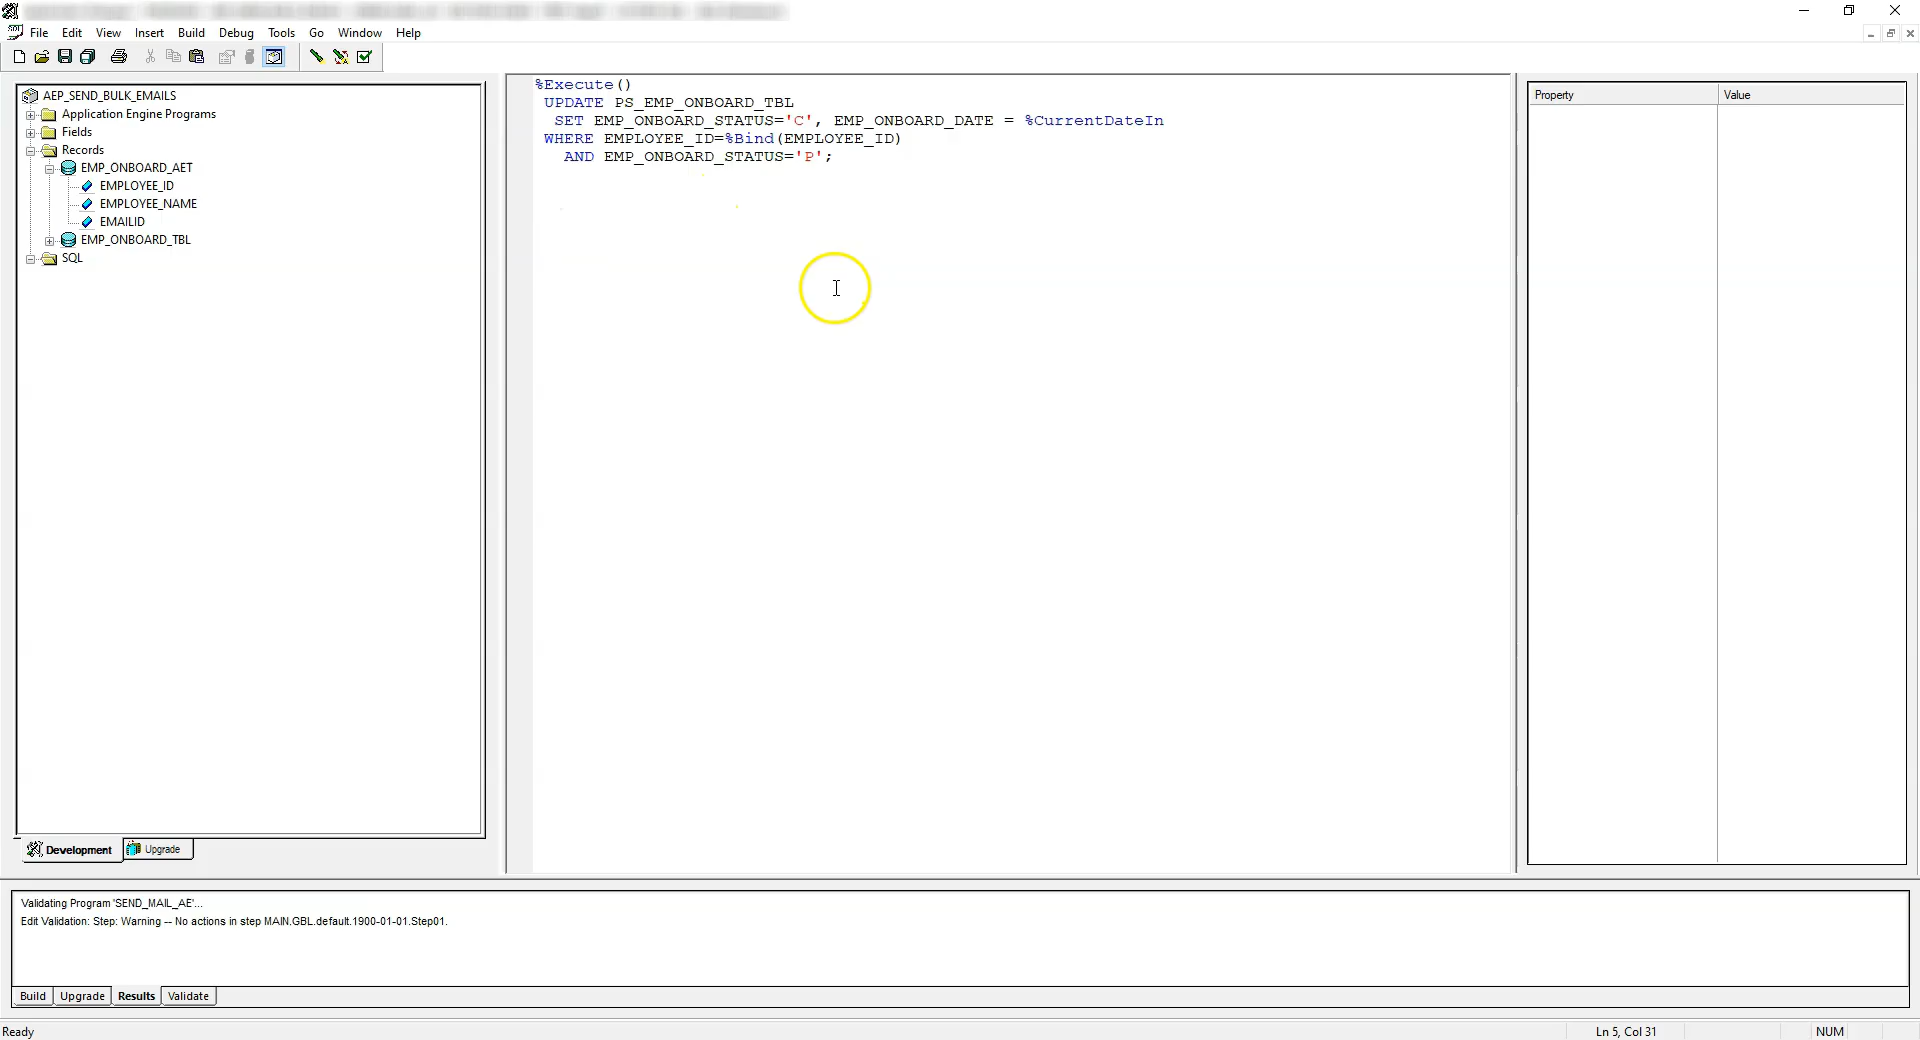 File Edit View Insert Build Debug Tools Go Window Help
AEP_SEND_BULK_EMAILS
Application Engine Programs
Fields
Records
EMP_ONBOARD_AET
EMPLOYEE_ID
EMPLOYEE_NAME
EMAILID
EMP_ONBOARD_TBL
SQL
Development Upgrade
%Execute()
UPDATE PS_EMP_ONBOARD_TBL
SET EMP_ONBOARD_STATUS='C', EMP_ONBOARD_DATE = %CurrentDateIn
WHERE EMPLOYEE_ID=%Bind(EMPLOYEE_ID)
AND EMP_ONBOARD_STATUS='P';
Property Value
Validating Program 'SEND_MAIL_AE'...
Edit Validation: Step: Warning -- No actions in step MAIN.GBL.default.1900-01-01.Step01.
Build Upgrade Results Validate
Ready Ln 5, Col 31 NUM